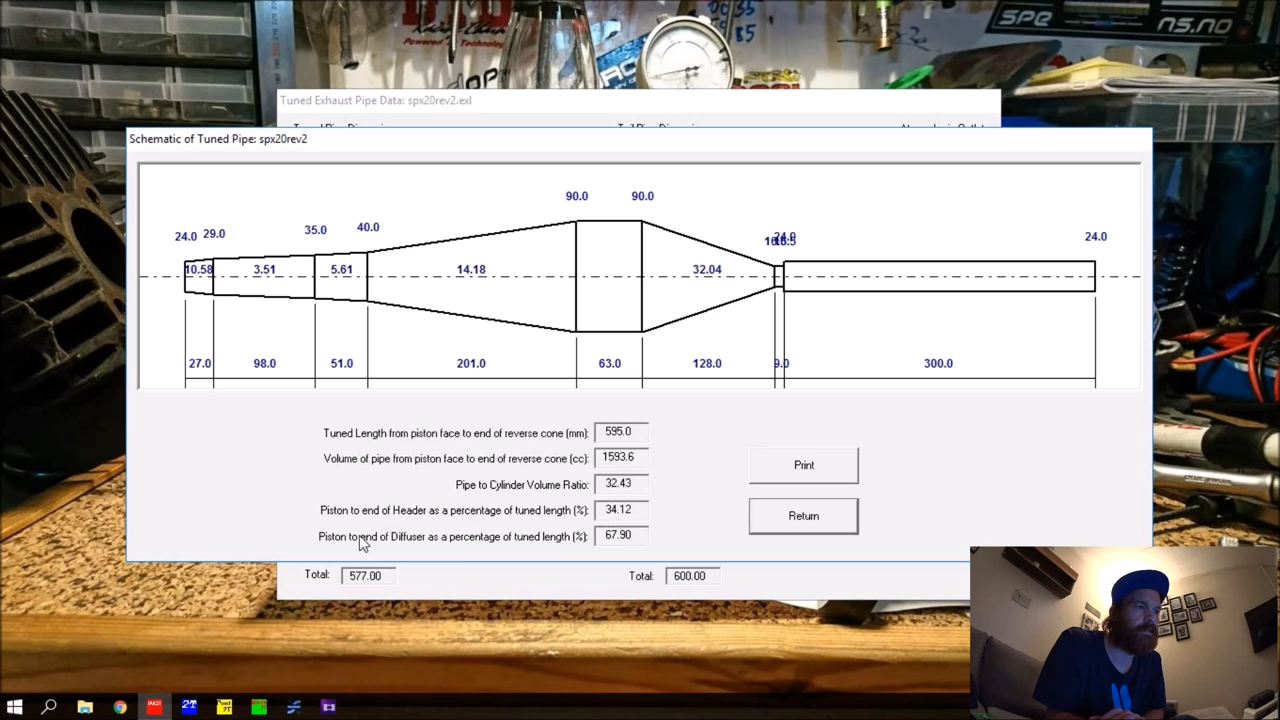 spe
ns.no
Tuned Exhaust Pipe Data: spx20rev2.exl
Schematic of Tuned Pipe: spx20rev2
90.0 90.0
24.0 29.0 35.0 40.0 24.0 24.0
10.58 3.51 5.61 14.18 32.04
27.0 98.0 51.0 201.0 63.0 128.0 9.0 300.0
Tuned Length from piston face to end of reverse cone (mm): 595.0
Volume of pipe from piston face to end of reverse cone (cc): 1593.6
Pipe to Cylinder Volume Ratio: 32.43
Piston to end of Header as a percentage of tuned length (%): 34.12
Piston to end of Diffuser as a percentage of tuned length (%): 67.90
Print
Return
Total: 577.00 Total: 600.00